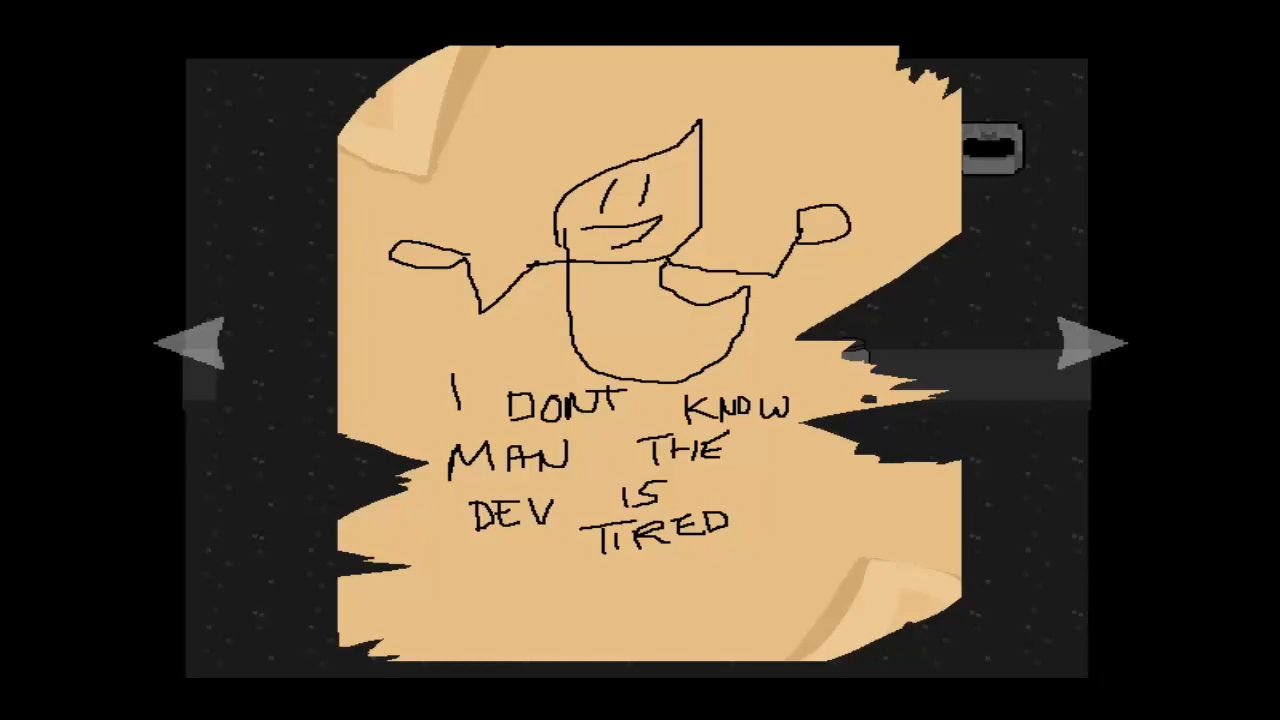 I DONT KNOW
MAN THE
DEV IS
TIRED